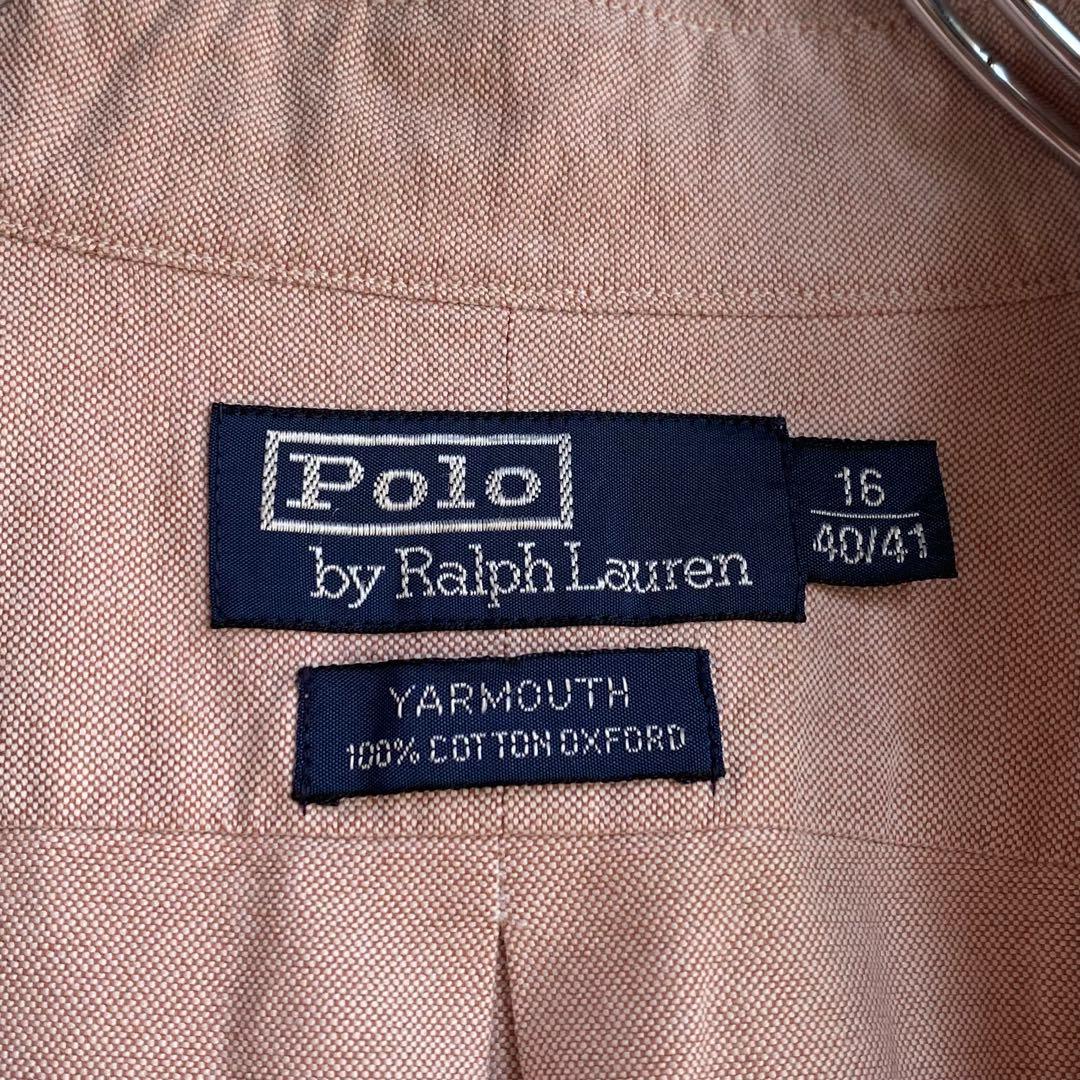 Polo
by Ralph Lauren
16
40/41
YARMOUTH
100% COTTON OXFORD